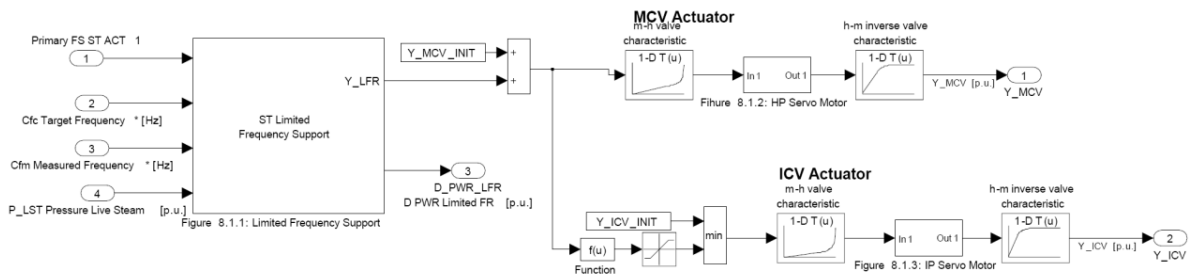 MCV Actuator
m-h valve
characteristic
1-D T(u)
h-m inverse valve
characteristic
1-D T(u)
Primary FS ST ACT 1
1
Y_MCV_INIT
+
+
Y_LFR
In 1 Out 1
Y_MCV [p.u.]
1
Y_MCV
Fihure 8.1.2: HP Servo Motor
2
Cfc Target Frequency * [Hz]
ST Limited
Frequency Support
3
Cfm Measured Frequency * [Hz]
3
D_PWR_LFR
D PWR Limited FR [p.u.]
4
P_LST Pressure Live Steam [p.u.]
Figure 8.1.1: Limited Frequency Support
ICV Actuator
m-h valve
characteristic
1-D T(u)
h-m inverse valve
characteristic
1-D T(u)
Y_ICV_INIT
min
f(u)
Function
In 1 Out 1
Y_ICV [p.u.]
2
Y_ICV
Figure 8.1.3: IP Servo Motor